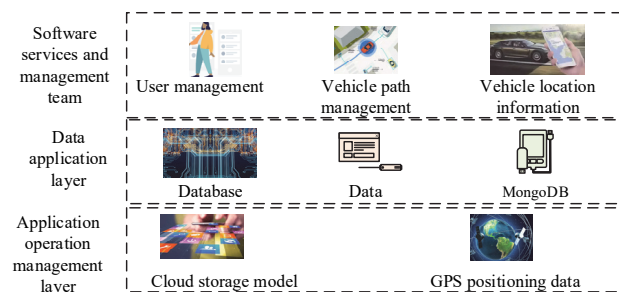 Software
services and
management
team
User management
Vehicle path
management
Vehicle location
information
Data
application
layer
Database
Data
MongoDB
Application
operation
management
layer
Cloud storage model
GPS positioning data